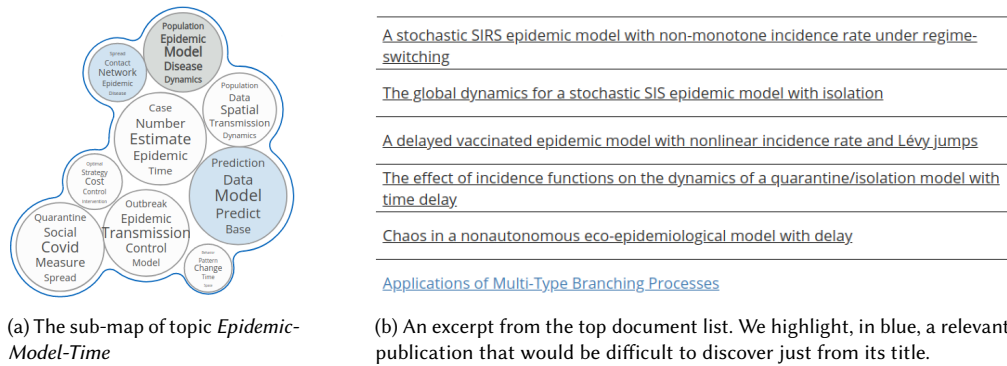 Population
Epidemic
Model
Disease
Dynamics
Spread
Contact
Network
Epidemic
Disease
Population
Data
Spatial
Transmission
Dynamics
Case
Number
Estimate
Epidemic
Time
Prediction
Data
Model
Predict
Base
Optimal
Strategy
Cost
Control
Intervention
Outbreak
Epidemic
Transmission
Control
Model
Quarantine
Social
Covid
Measure
Spread
Pattern
Change
Time
(a) The sub-map of topic Epidemic-
Model-Time
A stochastic SIRS epidemic model with non-monotone incidence rate under regime-
switching
The global dynamics for a stochastic SIS epidemic model with isolation
A delayed vaccinated epidemic model with nonlinear incidence rate and Lévy jumps
The effect of incidence functions on the dynamics of a quarantine/isolation model with
time delay
Chaos in a nonautonomous eco-epidemiological model with delay
Applications of Multi-Type Branching Processes
(b) An excerpt from the top document list. We highlight, in blue, a relevant
publication that would be difficult to discover just from its title.